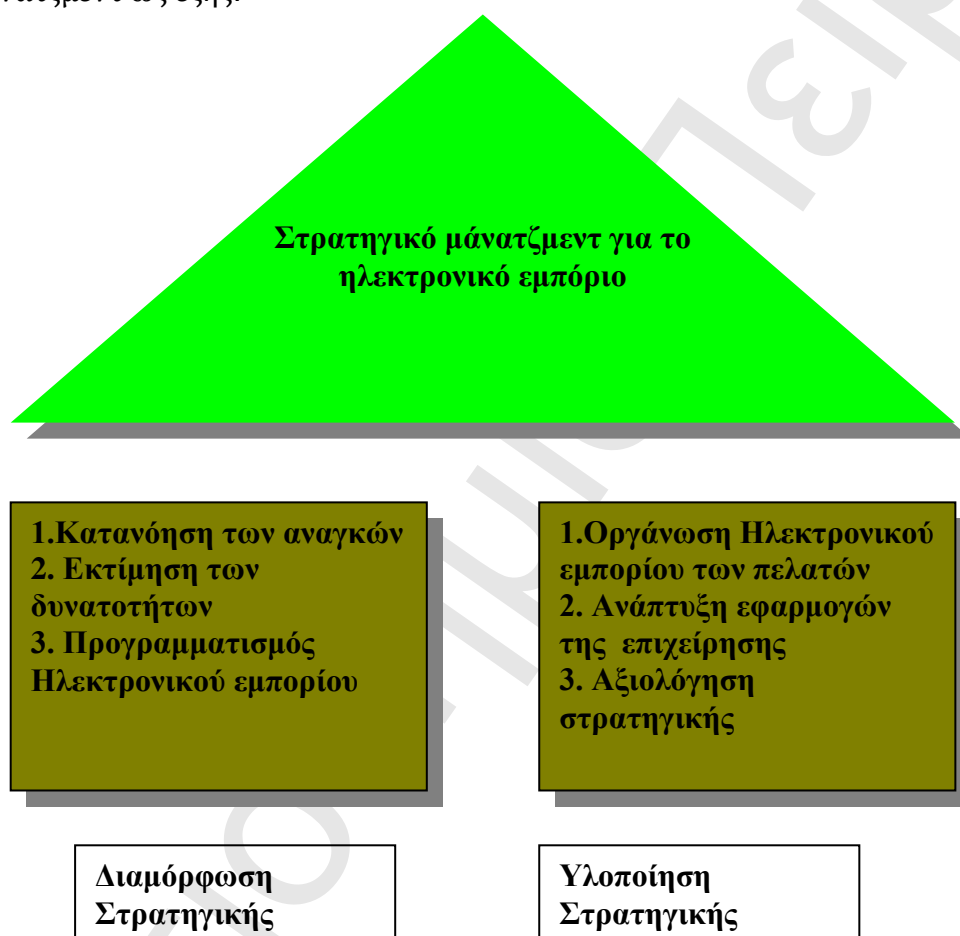 Στρατηγικό μάνατζμεντ για το
ηλεκτρονικό εμπόριο
1.Κατανόηση των αναγκών
2. Εκτίμηση των
δυνατοτήτων
3. Προγραμματισμός
Ηλεκτρονικού εμπορίου
1.Οργάνωση Ηλεκτρονικού
εμπορίου των πελατών
2. Ανάπτυξη εφαρμογών
της επιχείρησης
3. Αξιολόγηση
στρατηγικής
Διαμόρφωση
Στρατηγικής
Υλοποίηση
Στρατηγικής